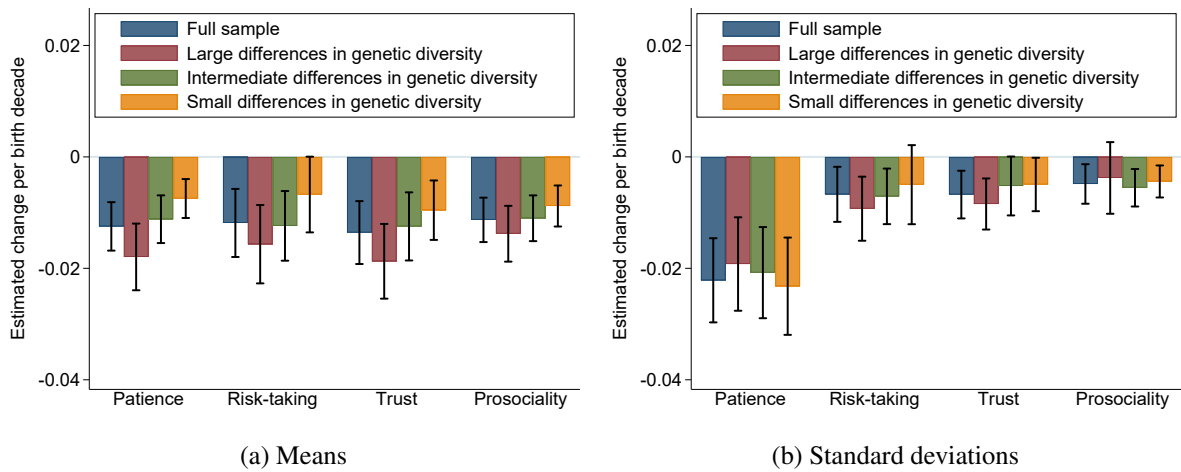 Full sample
Large differences in genetic diversity
Intermediate differences in genetic diversity
Small differences in genetic diversity
Estimated change per birth decade
0.02
0
-0.02
-0.04
Patience Risk-taking Trust Prosociality
(a) Means
Full sample
Large differences in genetic diversity
Intermediate differences in genetic diversity
Small differences in genetic diversity
Estimated change per birth decade
0.02
0
-0.02
-0.04
Patience Risk-taking Trust Prosociality
(b) Standard deviations